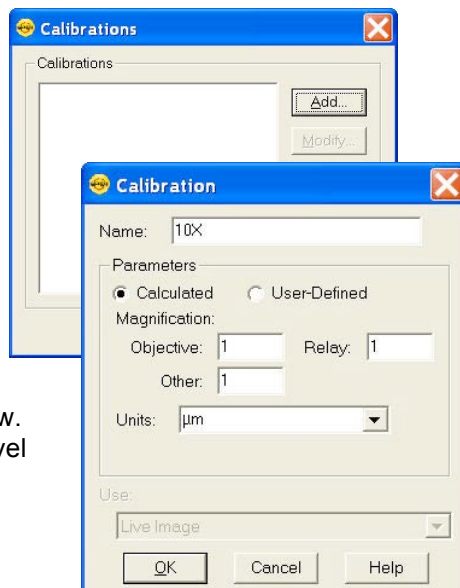 Calibrations
Calibrations
Add...
Modify...
Calibration
Name: 10X
Parameters
Calculated User-Defined
Magnification:
Objective: 1 Relay: 1
Other: 1
Units: µm
Use:
Live Image
OK Cancel Help
w.
vel